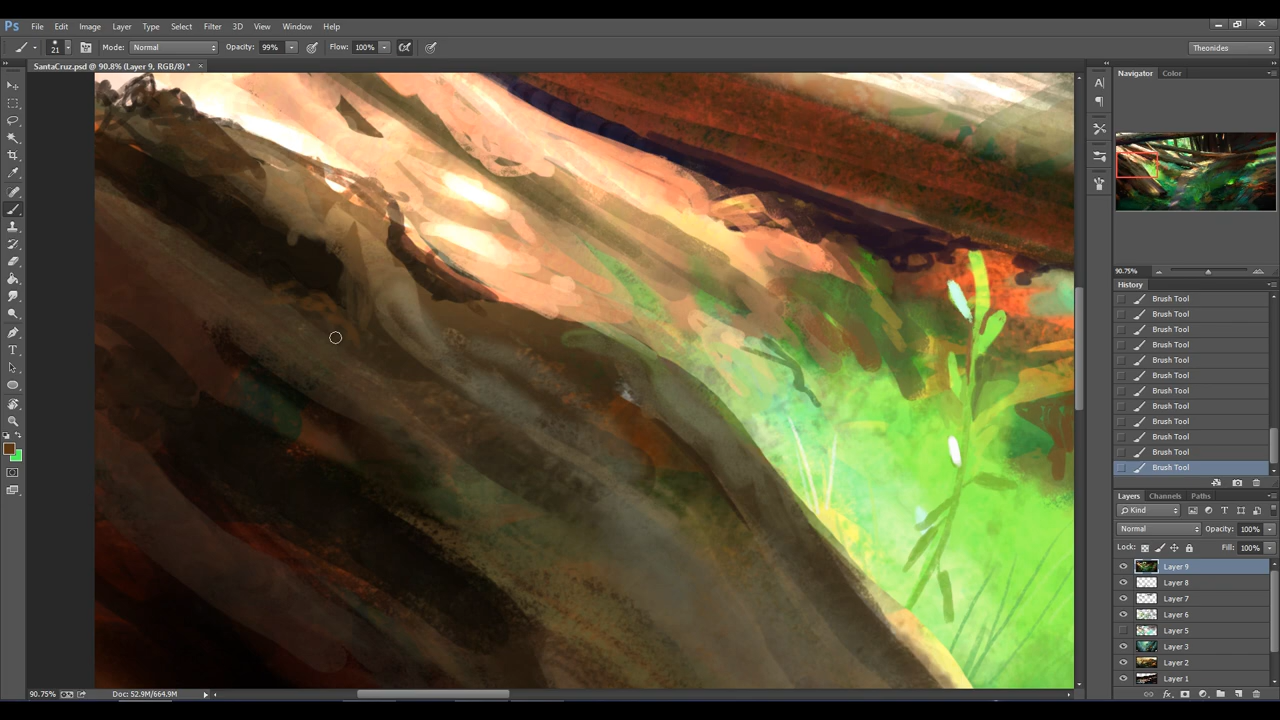 Ps File Edit Image Layer Type Select Filter 3D View Window Help
21 Mode: Normal Opacity: 99% Flow: 100% Theonides
SantaCruz.psd @ 90.8% (Layer 9, RGB/8) *
Navigator Color
90.75%
History
Brush Tool
Brush Tool
Brush Tool
Brush Tool
Brush Tool
Brush Tool
Brush Tool
Brush Tool
Brush Tool
Brush Tool
Brush Tool
Brush Tool
Layers Channels Paths
Kind
Normal Opacity: 100%
Lock: Fill: 100%
Layer 9
Layer 8
Layer 7
Layer 6
Layer 5
Layer 3
Layer 2
Layer 1
90.75% Doc: 52.9M/664.9M